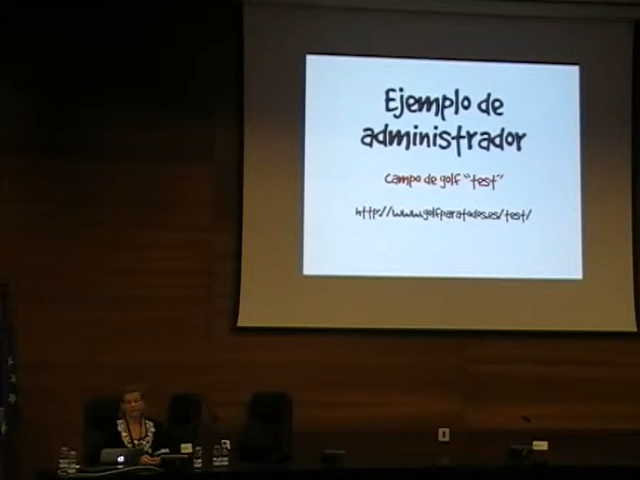 Ejemplo de
administrador
Campo de golf "test"
http://www.golfparatodos.es/test/